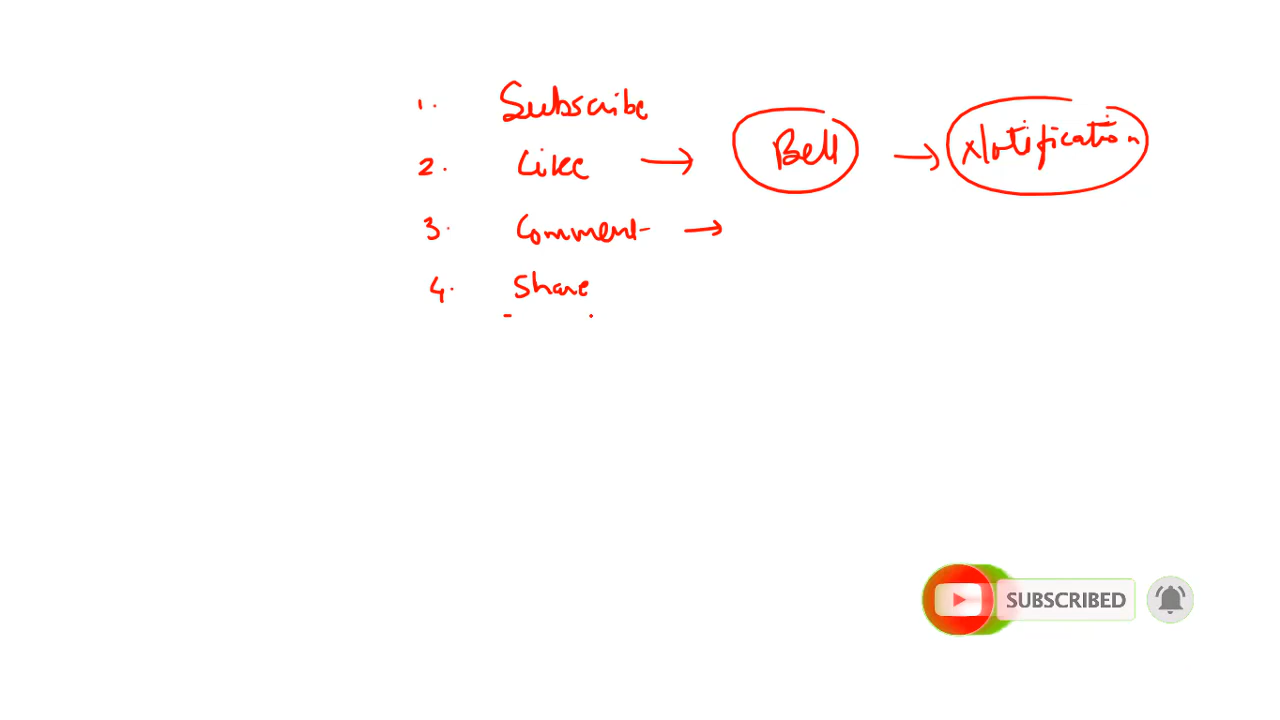 1. Subscribe
2. Like → Bell → Notification
3. Comment →
4. Share
SUBSCRIBED